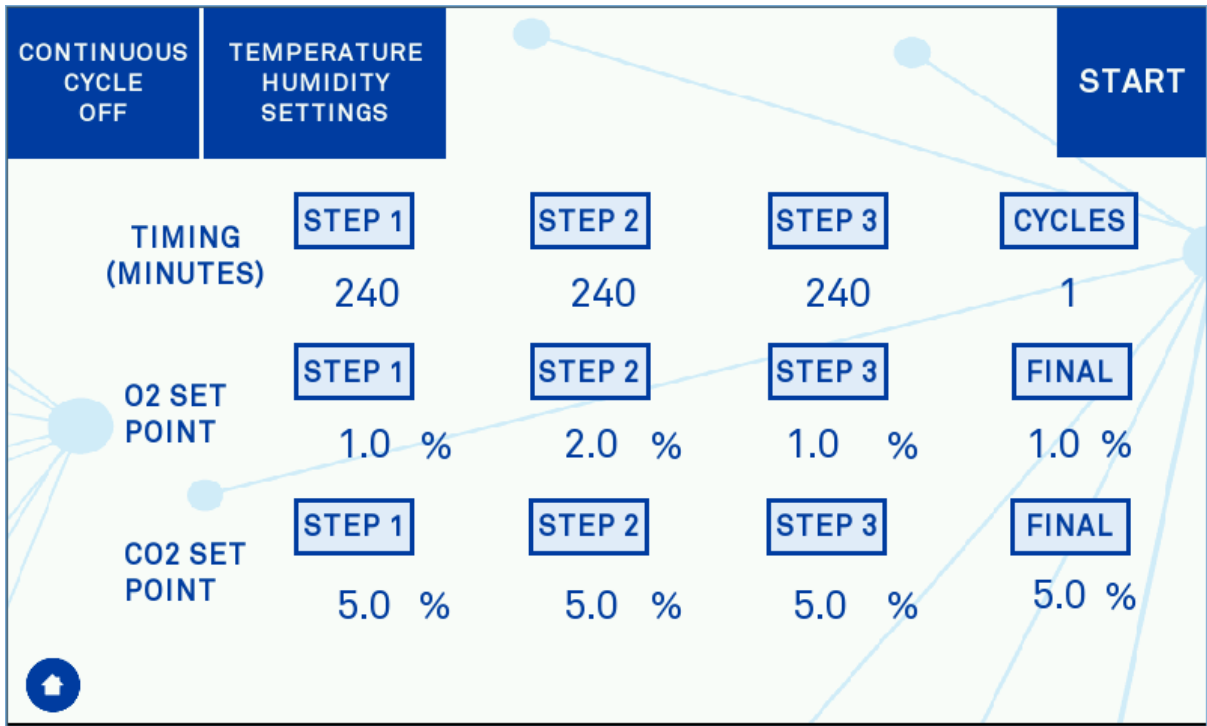 CONTINUOUS
CYCLE
OFF
TEMPERATURE
HUMIDITY
SETTINGS
START
TIMING
(MINUTES)
STEP 1
STEP 2
STEP 3
CYCLES
240
240
240
1
O2 SET
POINT
STEP 1
STEP 2
STEP 3
FINAL
1.0 %
2.0 %
1.0 %
1.0 %
CO2 SET
POINT
STEP 1
STEP 2
STEP 3
FINAL
5.0 %
5.0 %
5.0 %
5.0 %